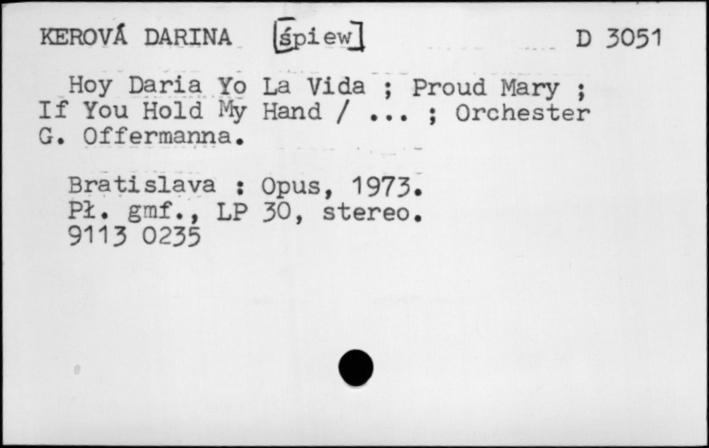 KEROVÁ DARINA [śpiew] D 3051
Hoy Daria Yo La Vida ; Proud Mary ;
If You Hold My Hand / ... ; Orchester
G. Offermanna.
Bratislava : Opus, 1973.
Pł. gmf., LP 30, stereo.
9113 0235